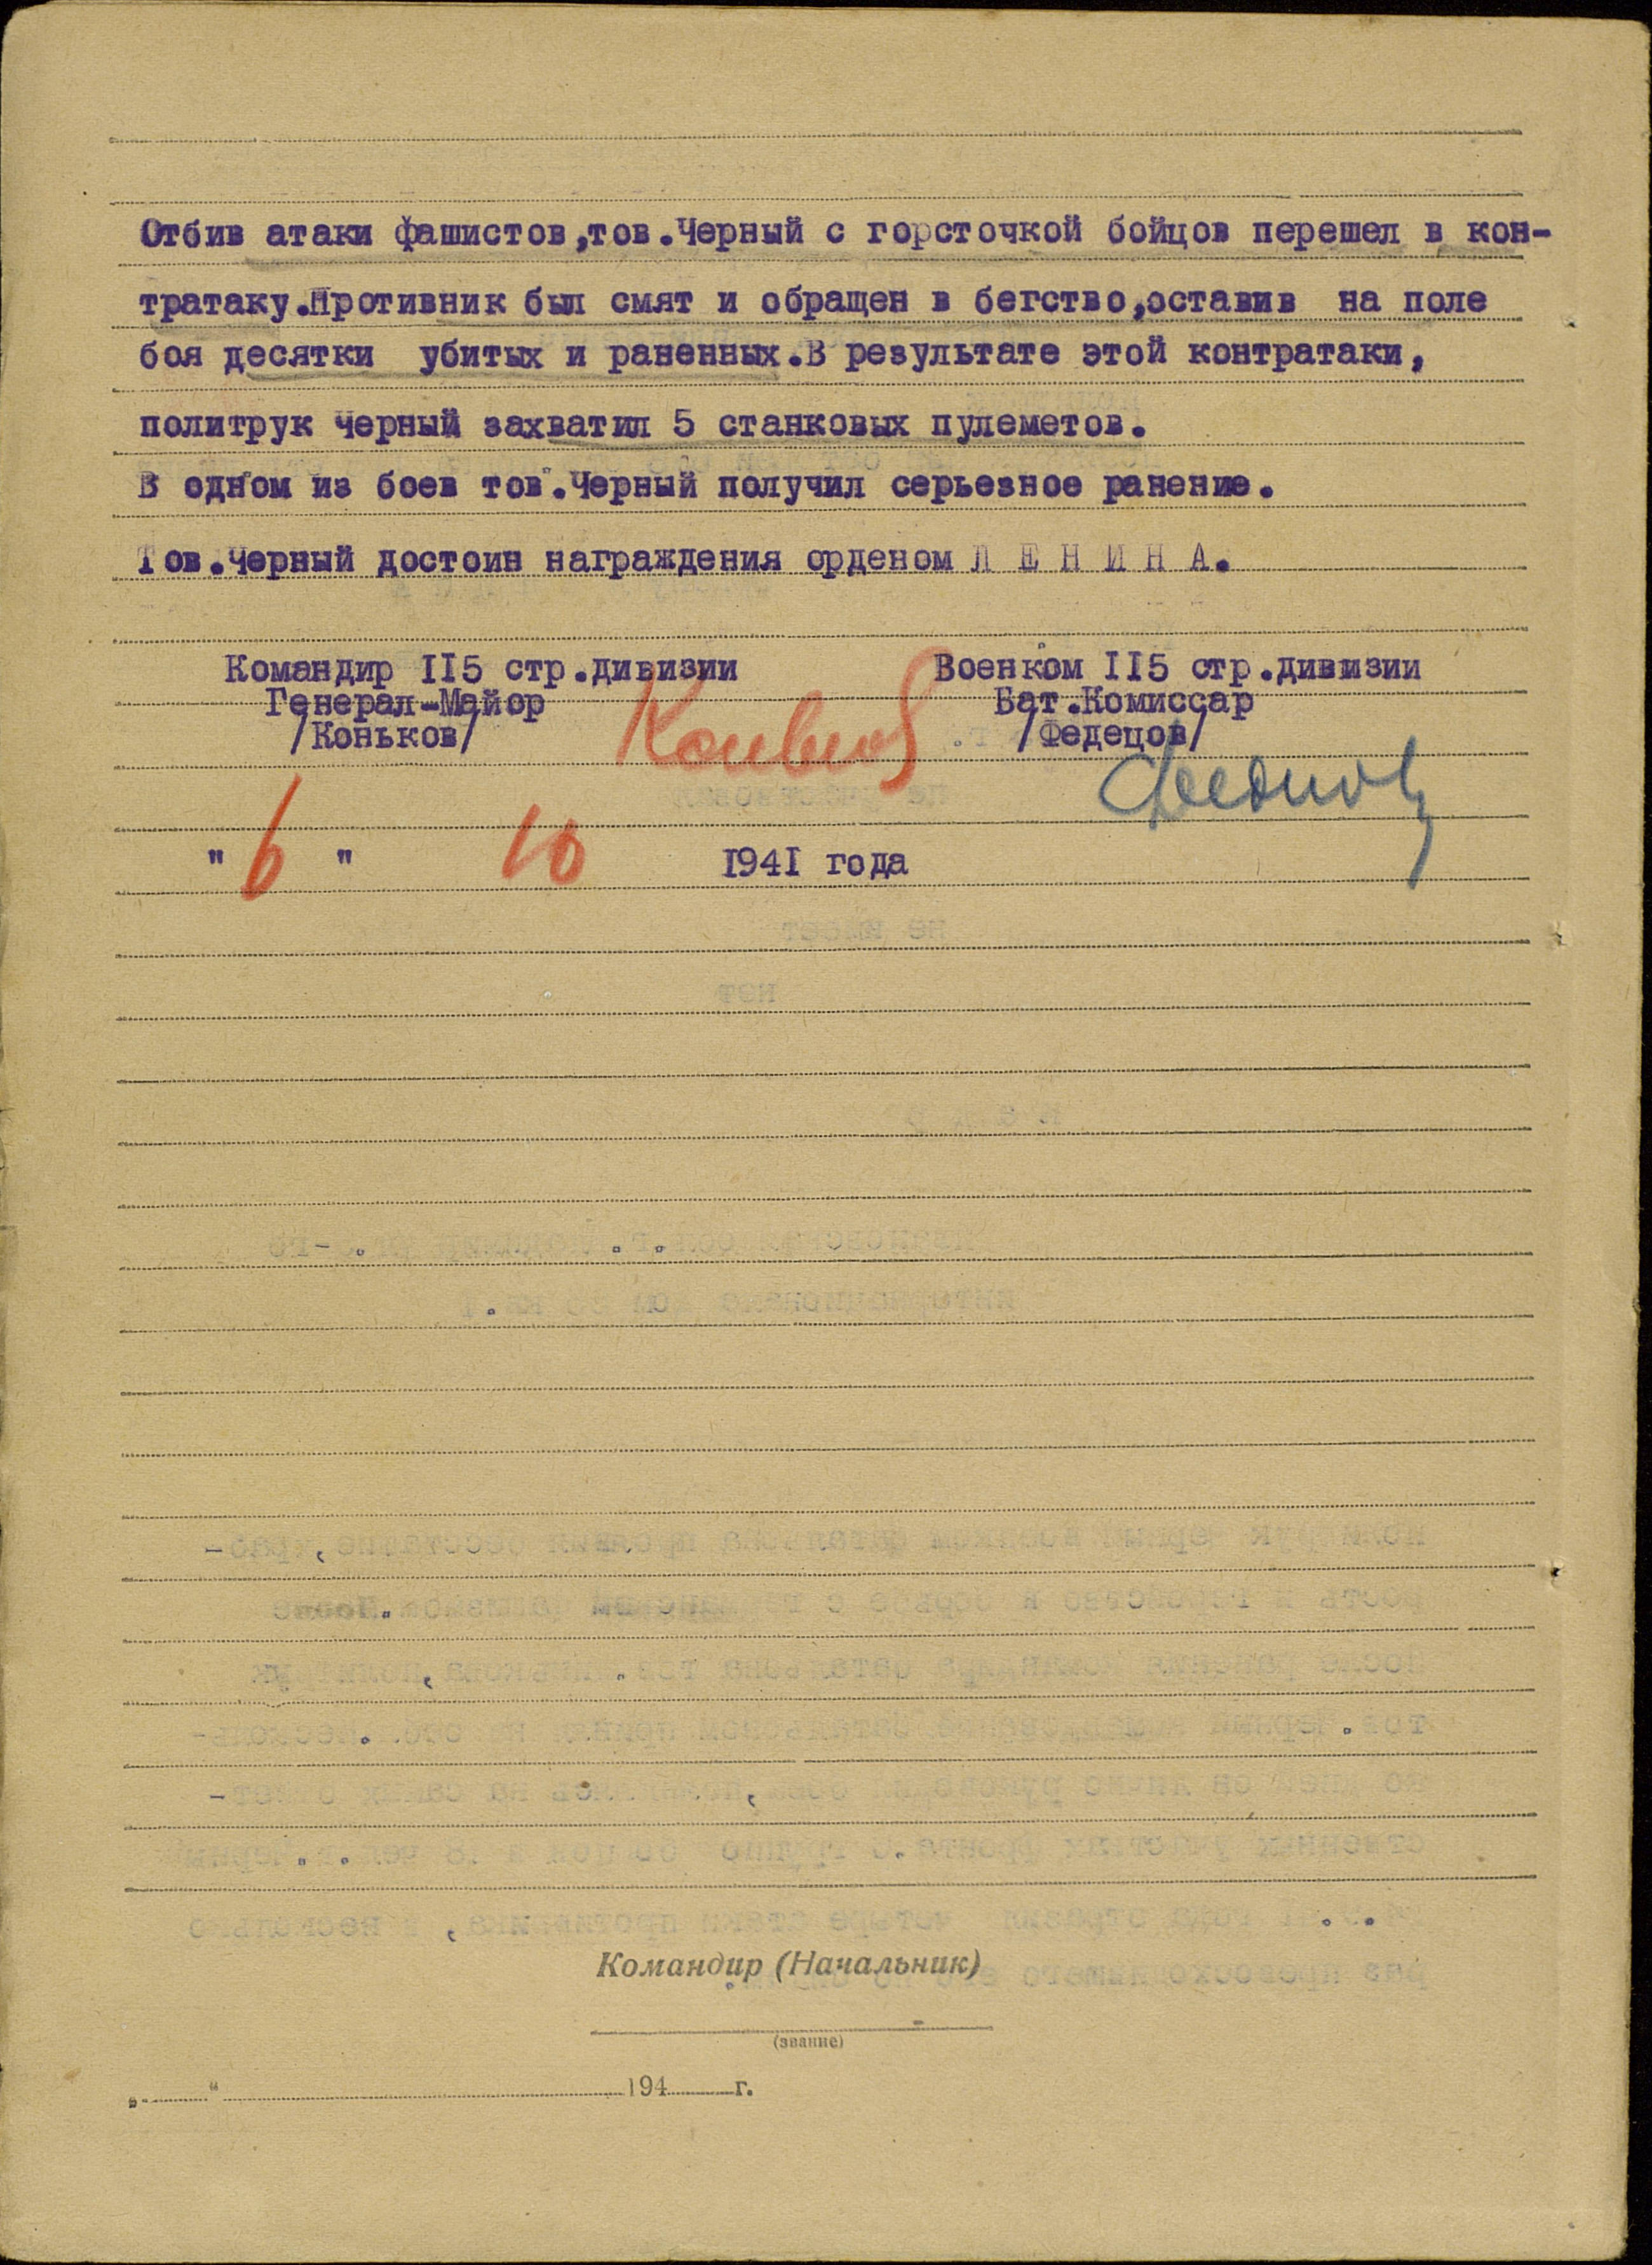 Отбив атаки фашистов,тов.Черный с горсточкой бойцов перешел в кон-
тратаку.Противник был смят и обращен в бегство,оставив на поле
боя десятки убитых и раненных.В результате этой контратаки,
политрук Черный захватил 5 станковых пулеметов.
В одном из боев тов.Черный получил серьезное ранение.
Тов.Черный достоин награждения орденом Л Е Н И Н А.
Командир II5 стр.дивизии
Генерал-Майор
/Коньков/
Военком II5 стр.дивизии
Бат.Комиссар
/Федецов/
" 6 " 10 1941 года
Командир (Начальник)
(звание)
„ “ 194 г.